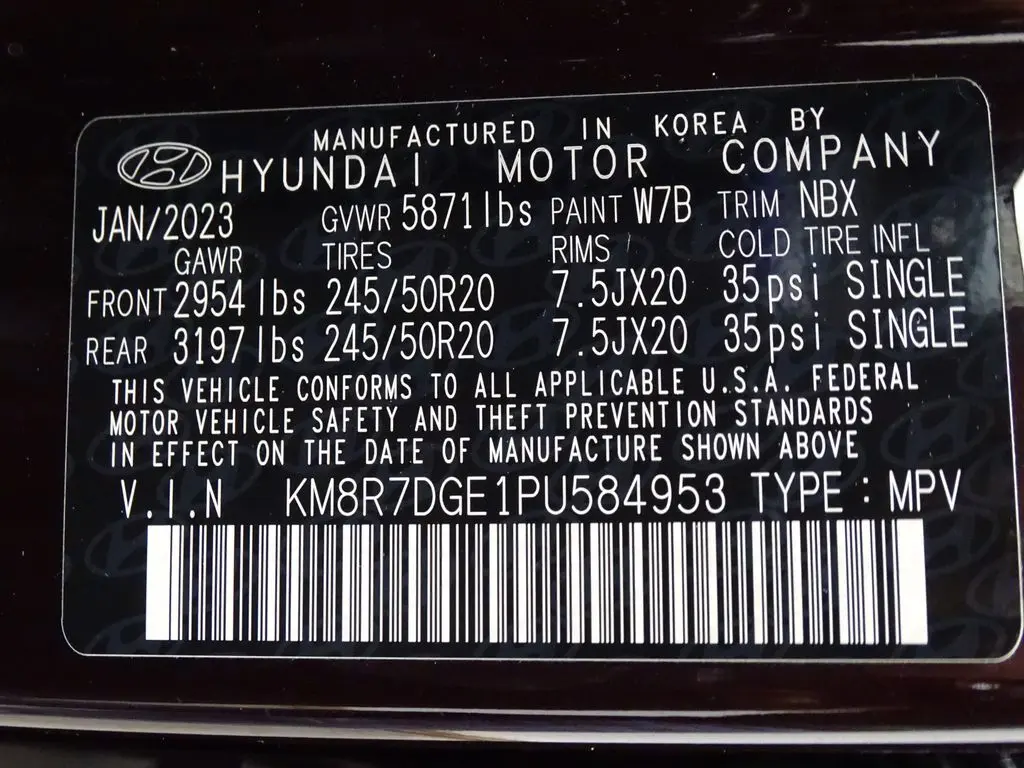 MANUFACTURED IN KOREA BY
HYUNDAI MOTOR COMPANY
JAN/2023 GVWR 5871lbs PAINT W7B TRIM NBX
GAWR TIRES RIMS COLD TIRE INFL
FRONT 2954lbs 245/50R20 7.5JX20 35psi SINGLE
REAR 3197lbs 245/50R20 7.5JX20 35psi SINGLE
THIS VEHICLE CONFORMS TO ALL APPLICABLE U.S.A. FEDERAL
MOTOR VEHICLE SAFETY AND THEFT PREVENTION STANDARDS
IN EFFECT ON THE DATE OF MANUFACTURE SHOWN ABOVE
V.I.N KM8R7DGE1PU584953 TYPE : MPV